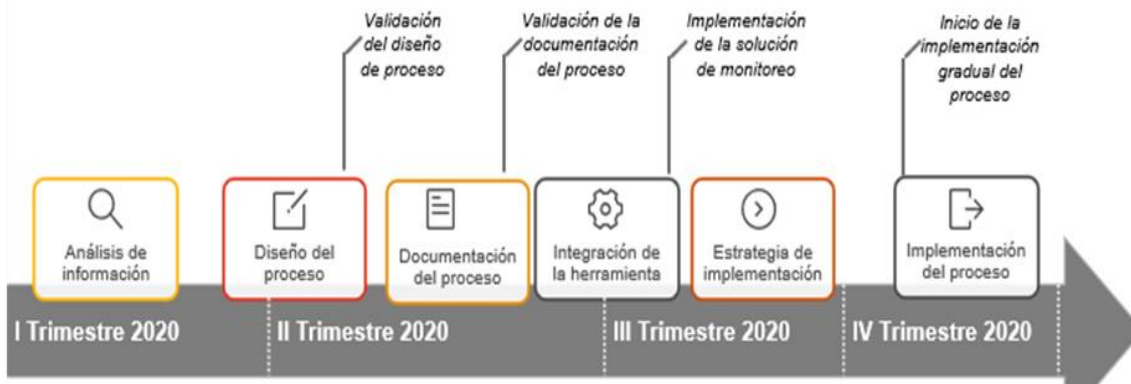 Validación
del diseño
de proceso
Validación de la
documentación
del proceso
Implementación
de la solución
de monitoreo
Inicio de la
implementación
gradual del
proceso
Análisis de
información
Diseño del
proceso
Documentación
del proceso
Integración de
la herramienta
Estrategia de
implementación
Implementación
del proceso
I Trimestre 2020
II Trimestre 2020
III Trimestre 2020
IV Trimestre 2020